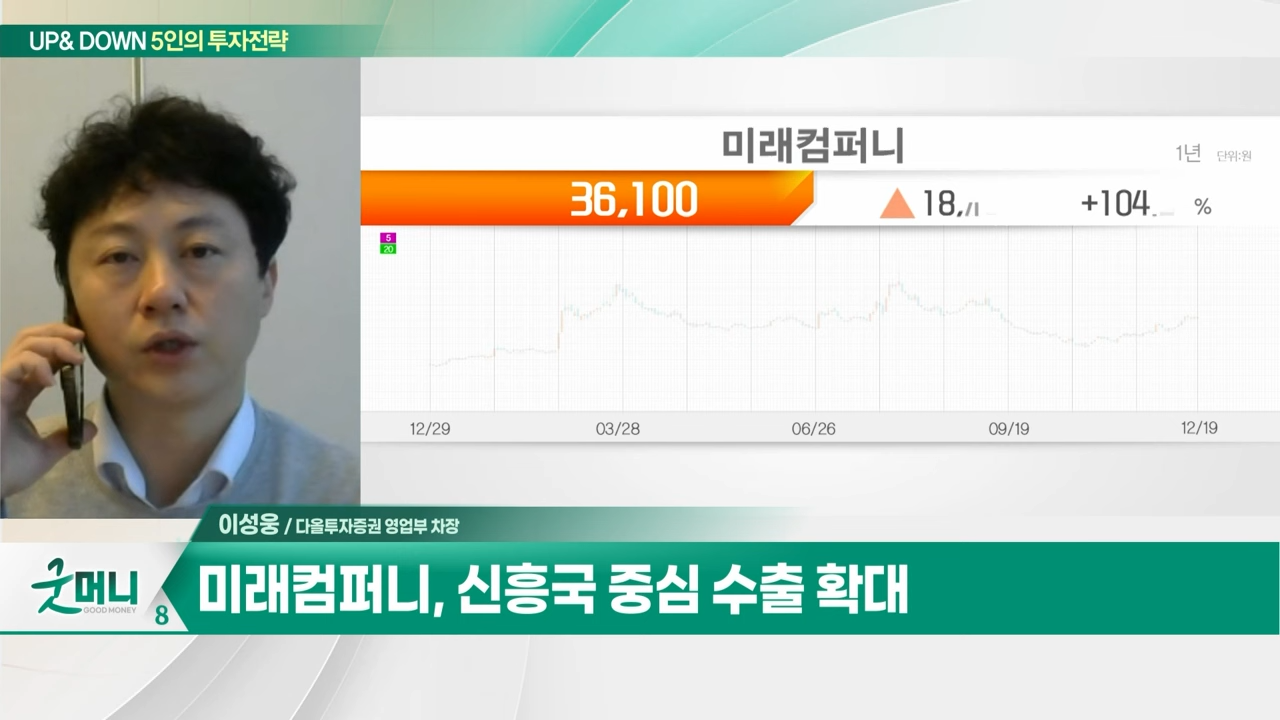 UP& DOWN 5인의 투자전략
미래컴퍼니
1년 단위:원
36,100 ▲ 18, +104. %
5
20
12/29 03/28 06/26 09/19 12/19
이성웅 / 다올투자증권 영업부 차장
굿머니
GOOD MONEY
8
미래컴퍼니, 신흥국 중심 수출 확대